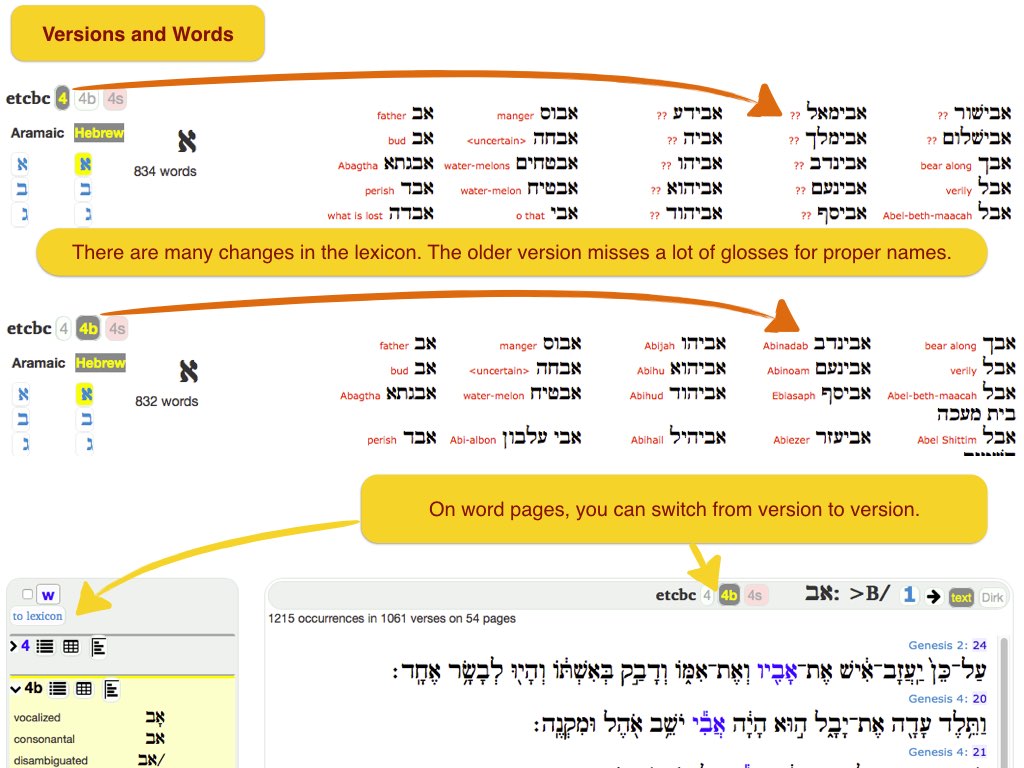 Versions and Words
etcbc 4 4b 4s
Aramaic Hebrew
א א א
ב ב 834 words
ג ג
father אב manger אבוס ?? אבידע ?? אבימאל ?? אבישור
bud אב <uncertain> אבחה ?? אביה ?? אבימלך ?? אבישלום
Abagtha אבגתא water-melons אבטחים ?? אביהו ?? אבינדב bear along אבך
perish אבד water-melon אבטיח ?? אביהוא ?? אבינעם verily אבל
what is lost אבדה o that אבי ?? אביהוד ?? אביסף Abel-beth-maacah אבל
There are many changes in the lexicon. The older version misses a lot of glosses for proper names.
etcbc 4 4b 4s
Aramaic Hebrew
א א א
ב ב 832 words
ג ג
father אב manger אבוס Abijah אביהו Abinadab אבינדב bear along אבך
bud אב <uncertain> אבחה Abihu אביהוא Abinoam אבינעם verily אבל
Abagtha אבגתא water-melon אבטיח Abihud אביהוד Ebiasaph אביסף Abel-beth-maacah אבל
בית מעכה
perish אבד Abi-albon אבי עלבון Abihail אביהיל Abiezer אביעזר Abel Shittim אבל
On word pages, you can switch from version to version.
w
to lexicon
4
4b
vocalized אָב
consonantal אב
disambiguated אב/
etcbc 4 4b 4s אב: >B/ 1 text Dirk
1215 occurrences in 1061 verses on 54 pages
Genesis 2: 24
עַל־כֵּן֙ יַֽעֲזָב־אִ֔ישׁ אֶת־אָבִ֖יו וְאֶת־אִמֹּ֑ו וְדָבַ֣ק בְּאִשְׁתֹּ֔ו וְהָי֖וּ לְבָשָׂ֥ר אֶחָֽד׃
Genesis 4: 20
וַתֵּ֥לֶד עָדָ֖ה אֶת־יָבָ֑ל ה֣וּא הָיָ֔ה אֲבִ֕י יֹשֵׁ֥ב אֹ֖הֶל וּמִקְנֶֽה׃
Genesis 4: 21